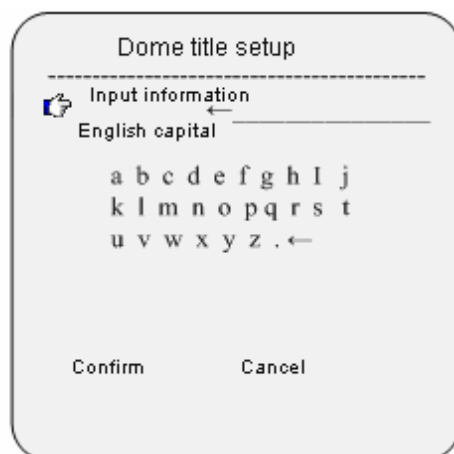 Dome title setup
Input information
←
English capital
a b c d e f g h I j
k l m n o p q r s t
u v w x y z . ←
Confirm Cancel